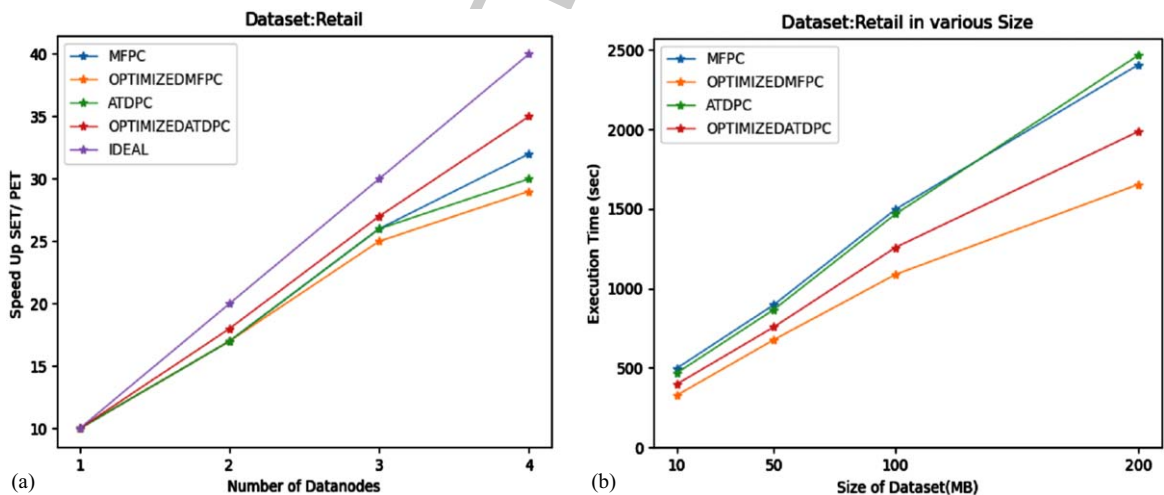 Dataset:Retail
MFPC
OPTIMIZEDMFPC
ATDPC
OPTIMIZEDATDPC
IDEAL
40
35
30
25
20
15
10
Speed Up SET/ PET
1 2 3 4
Number of Datanodes
(a)
Dataset:Retail in various Size
MFPC
OPTIMIZEDMFPC
ATDPC
OPTIMIZEDATDPC
2500
2000
1500
1000
500
0
Execution Time (sec)
10 50 100 200
Size of Dataset(MB)
(b)